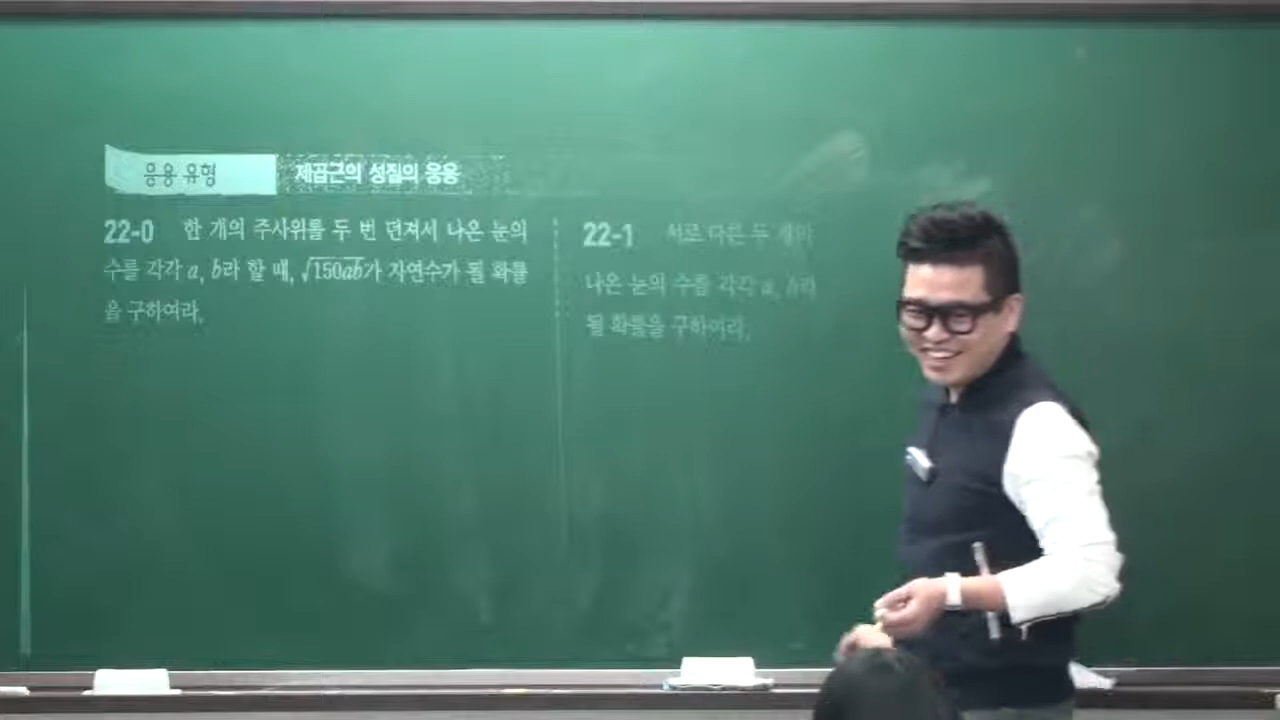 응용 유형
제곱근의 성질의 응용
22-0 한 개의 주사위를 두 번 던져서 나온 눈의
수를 각각 a, b라 할 때, √150ab가 자연수가 될 확률
을 구하여라.
22-1 서로 다른 두 개의
나온 눈의 수를 각각 a, b라
될 확률을 구하여라.